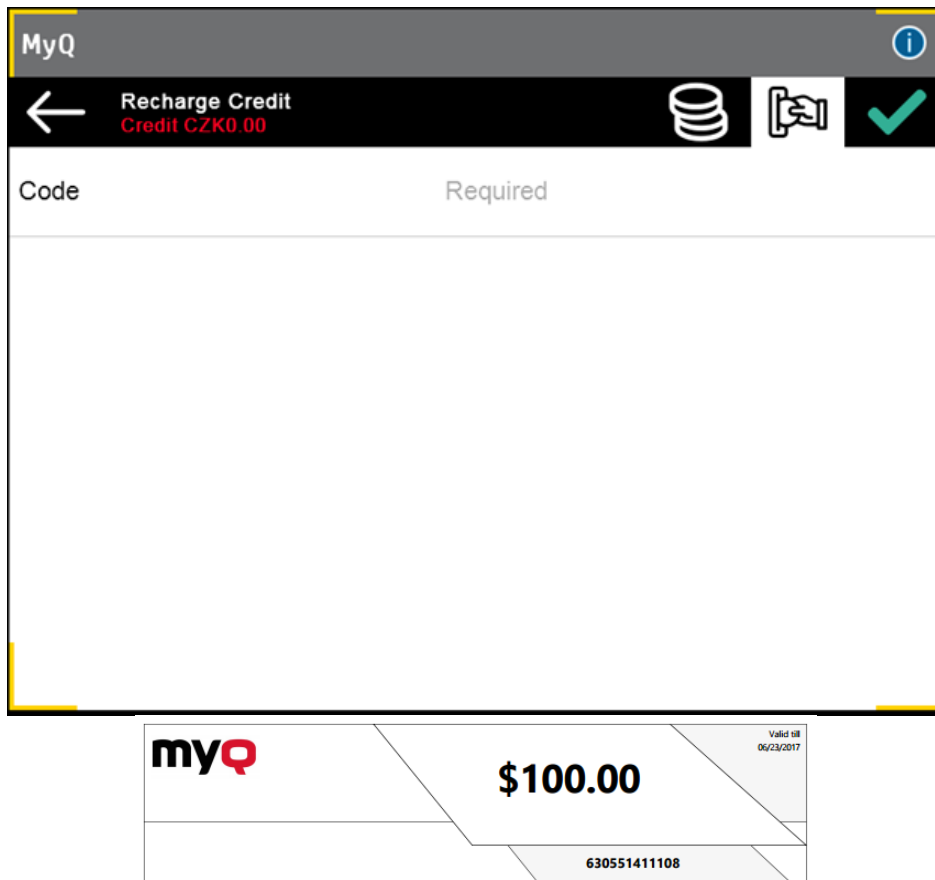 MyQ
Recharge Credit
Credit CZK0.00
Code Required
myQ
$100.00
Valid till
06/23/2017
630551411108